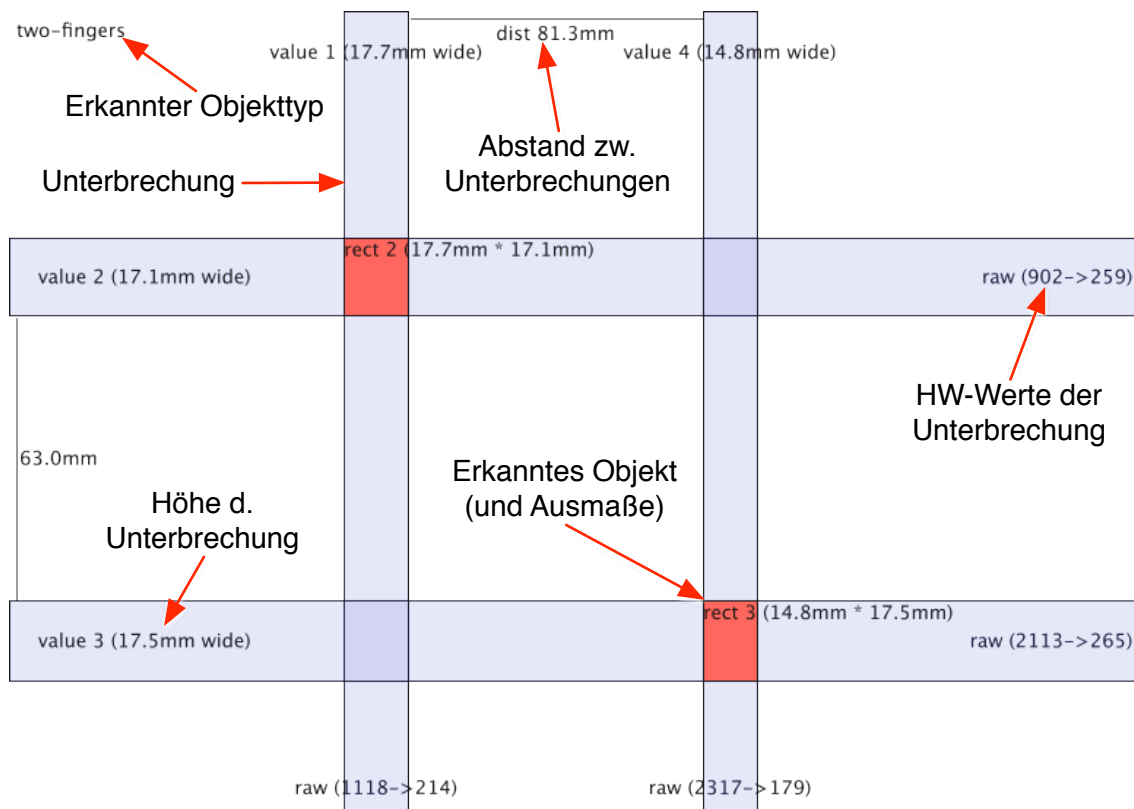 two-fingers
dist 81.3mm
value 1 (17.7mm wide)
value 4 (14.8mm wide)
Erkannter Objekttyp
Abstand zw.
Unterbrechungen
Unterbrechung
rect 2 (17.7mm * 17.1mm)
value 2 (17.1mm wide)
raw (902->259)
HW-Werte der
Unterbrechung
63.0mm
Erkanntes Objekt
(und Ausmaße)
Höhe d.
Unterbrechung
rect 3 (14.8mm * 17.5mm)
value 3 (17.5mm wide)
raw (2113->265)
raw (1118->214)
raw (2317->179)